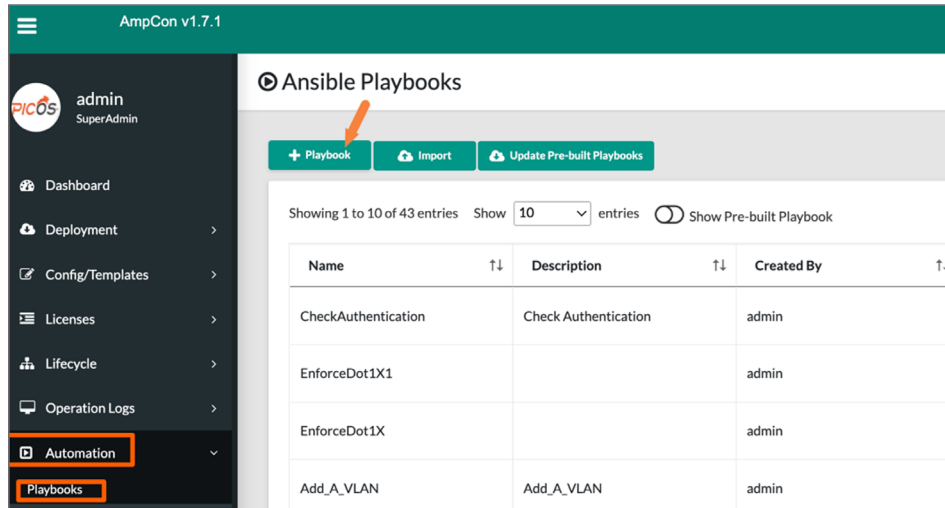 AmpCon v1.7.1
PICOS
admin
SuperAdmin
Dashboard
Deployment
Config/Templates
Licenses
Lifecycle
Operation Logs
Automation
Playbooks
Ansible Playbooks
Playbook
Import
Update Pre-built Playbooks
Showing 1 to 10 of 43 entries Show 10 entries Show Pre-built Playbook
Name Description Created By
CheckAuthentication Check Authentication admin
EnforceDot1X1 admin
EnforceDot1X admin
Add_A_VLAN Add_A_VLAN admin